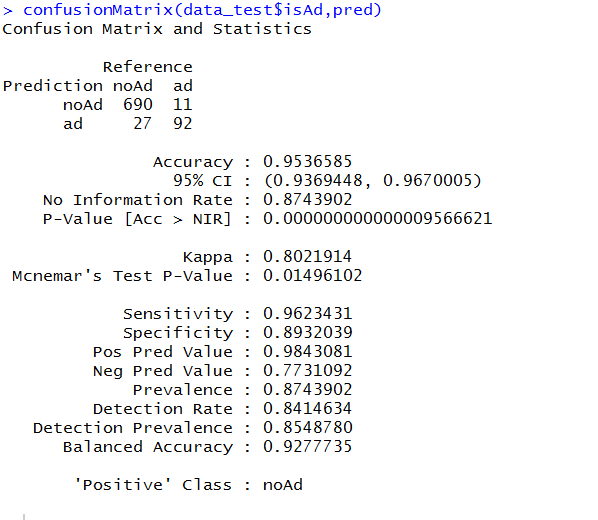 > confusionMatrix(data_test$isAd,pred)
Confusion Matrix and Statistics
Reference
Prediction noAd ad
noAd 690 11
ad 27 92
Accuracy : 0.9536585
95% CI : (0.9369448, 0.9670005)
No Information Rate : 0.8743902
P-Value [Acc > NIR] : 0.000000000000009566621
Kappa : 0.8021914
Mcnemar's Test P-Value : 0.01496102
Sensitivity : 0.9623431
Specificity : 0.8932039
Pos Pred Value : 0.9843081
Neg Pred Value : 0.7731092
Prevalence : 0.8743902
Detection Rate : 0.8414634
Detection Prevalence : 0.8548780
Balanced Accuracy : 0.9277735
'Positive' Class : noAd